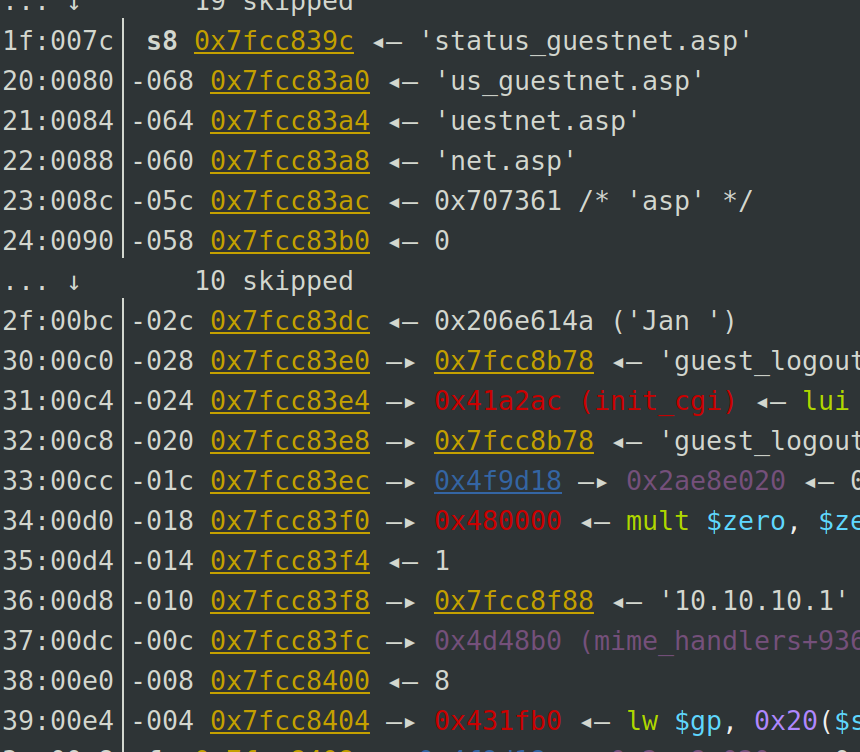 ... ↓ 19 skipped
1f:007c│ s8 0x7fcc839c ◂— 'status_guestnet.asp'
20:0080│-068 0x7fcc83a0 ◂— 'us_guestnet.asp'
21:0084│-064 0x7fcc83a4 ◂— 'uestnet.asp'
22:0088│-060 0x7fcc83a8 ◂— 'net.asp'
23:008c│-05c 0x7fcc83ac ◂— 0x707361 /* 'asp' */
24:0090│-058 0x7fcc83b0 ◂— 0
... ↓ 10 skipped
2f:00bc│-02c 0x7fcc83dc ◂— 0x206e614a ('Jan ')
30:00c0│-028 0x7fcc83e0 —▸ 0x7fcc8b78 ◂— 'guest_logout
31:00c4│-024 0x7fcc83e4 —▸ 0x41a2ac (init_cgi) ◂— lui
32:00c8│-020 0x7fcc83e8 —▸ 0x7fcc8b78 ◂— 'guest_logout
33:00cc│-01c 0x7fcc83ec —▸ 0x4f9d18 —▸ 0x2ae8e020 ◂— 0
34:00d0│-018 0x7fcc83f0 —▸ 0x480000 ◂— mult $zero, $ze
35:00d4│-014 0x7fcc83f4 ◂— 1
36:00d8│-010 0x7fcc83f8 —▸ 0x7fcc8f88 ◂— '10.10.10.1'
37:00dc│-00c 0x7fcc83fc —▸ 0x4d48b0 (mime_handlers+936
38:00e0│-008 0x7fcc8400 ◂— 8
39:00e4│-004 0x7fcc8404 —▸ 0x431fb0 ◂— lw $gp, 0x20($s